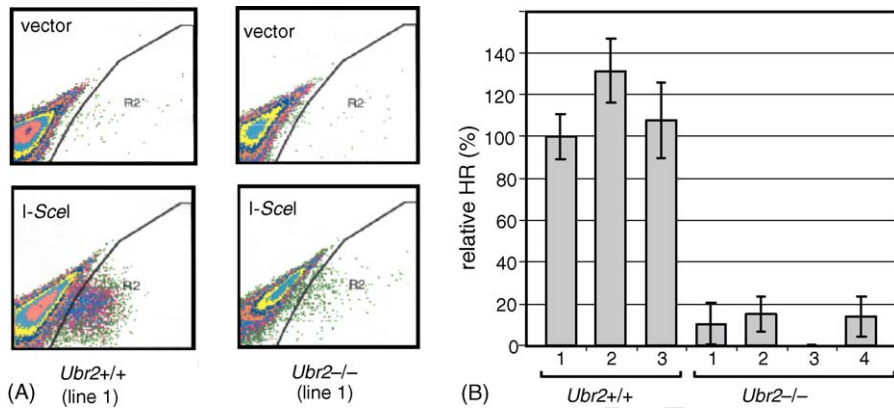 vector
R2
vector
R2
I-SceI
R2
I-SceI
R2
Ubr2+/+
(line 1)
Ubr2–/–
(line 1)
(A)
relative HR (%)
140
120
100
80
60
40
20
0
1 2 3 1 2 3 4
Ubr2+/+ Ubr2–/–
(B)